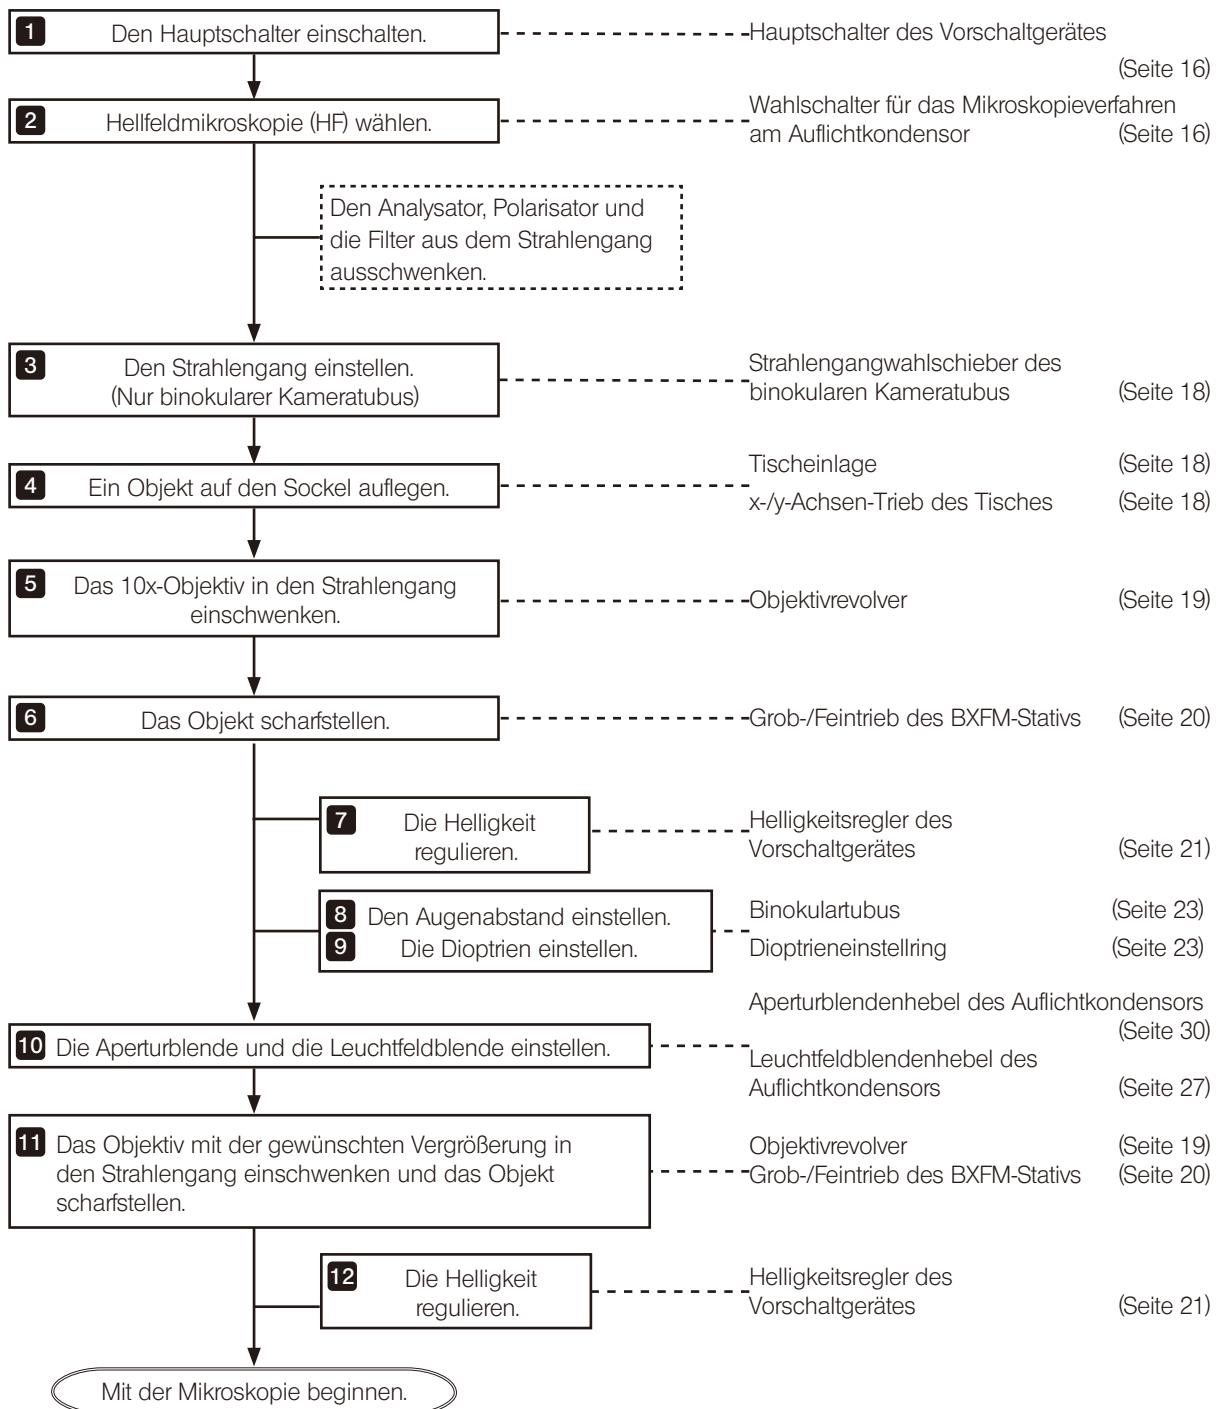 1 Den Hauptschalter einschalten.
Hauptschalter des Vorschaltgerätes
(Seite 16)
2 Hellfeldmikroskopie (HF) wählen.
Wahlschalter für das Mikroskopieverfahren
am Auflichtkondensor (Seite 16)
Den Analysator, Polarisator und
die Filter aus dem Strahlengang
ausschwenken.
3 Den Strahlengang einstellen.
(Nur binokularer Kameratubus)
Strahlengangwahlschieber des
binokularen Kameratubus (Seite 18)
4 Ein Objekt auf den Sockel auflegen.
Tischeinlage (Seite 18)
x-/y-Achsen-Trieb des Tisches (Seite 18)
5 Das 10x-Objektiv in den Strahlengang
einschwenken.
Objektivrevolver (Seite 19)
6 Das Objekt scharfstellen.
Grob-/Feintrieb des BXFM-Stativs (Seite 20)
7 Die Helligkeit
regulieren.
Helligkeitsregler des
Vorschaltgerätes (Seite 21)
8 Den Augenabstand einstellen.
9 Die Dioptrien einstellen.
Binokulartubus (Seite 23)
Dioptrieneinstellring (Seite 23)
10 Die Aperturblende und die Leuchtfeldblende einstellen.
Aperturblendenhebel des Auflichtkondensors
(Seite 30)
Leuchtfeldblendenhebel des
Auflichtkondensors (Seite 27)
11 Das Objektiv mit der gewünschten Vergrößerung in
den Strahlengang einschwenken und das Objekt
scharfstellen.
Objektivrevolver (Seite 19)
Grob-/Feintrieb des BXFM-Stativs (Seite 20)
12 Die Helligkeit
regulieren.
Helligkeitsregler des
Vorschaltgerätes (Seite 21)
Mit der Mikroskopie beginnen.